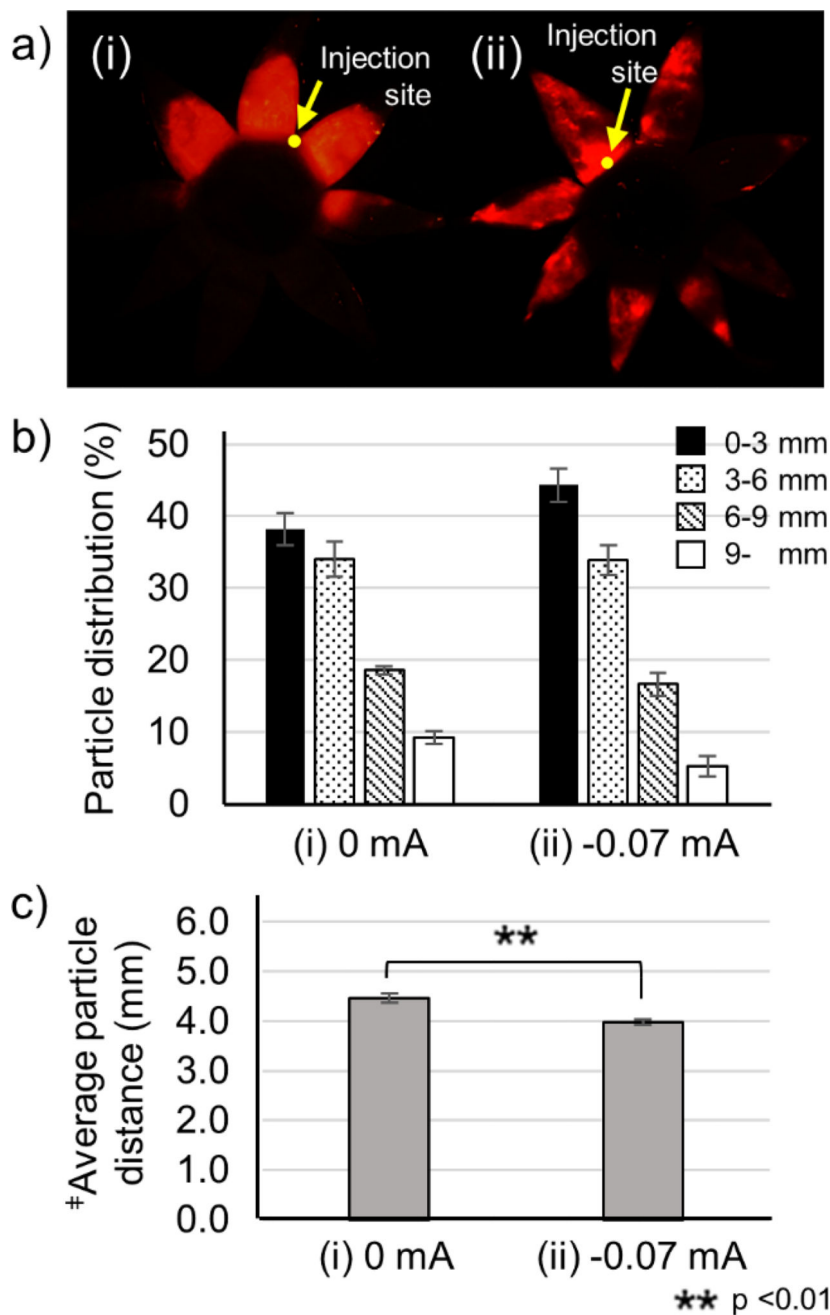 a)
(i)
Injection
site
(ii)
Injection
site
b)
Particle distribution (%)
50
40
30
20
10
0
0-3 mm
3-6 mm
6-9 mm
9- mm
(i) 0 mA
(ii) -0.07 mA
c)
‡Average particle
distance (mm)
6.0
5.0
4.0
3.0
2.0
1.0
0.0
**
(i) 0 mA
(ii) -0.07 mA
** p <0.01